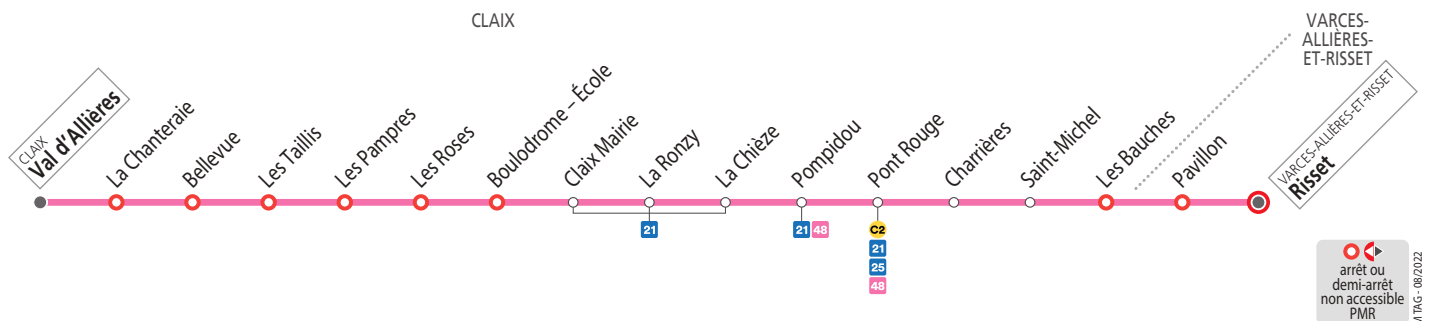 CLAIX
VARCES-
ALLIÈRES-
ET-RISSET
CLAIX
Val d'Allières
La Chanteraie
Bellevue
Les Taillis
Les Pampres
Les Roses
Boulodrome – École
Claix Mairie
La Ronzy
La Chièze
Pompidou
Pont Rouge
Charrières
Saint-Michel
Les Bauches
Pavillon
VARCES-ALLIÈRES-ET-RISSET
Risset
21
21 48
C2
21
25
48
arrêt ou
demi-arrêt
non accessible
PMR
TAG - 08/2022